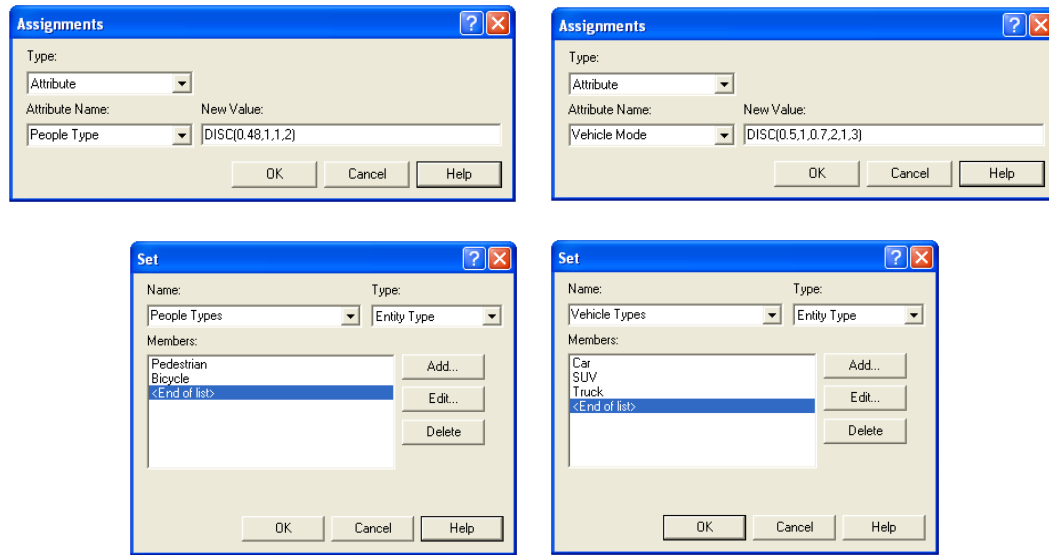 Assignments
Type:
Attribute
Attribute Name: New Value:
People Type DISC(0.48,1,1,2)
OK Cancel Help
Assignments
Type:
Attribute
Attribute Name: New Value:
Vehicle Mode DISC(0.5,1,0.7,2,1,3)
OK Cancel Help
Set
Name: Type:
People Types Entity Type
Members:
Pedestrian
Bicycle
<End of list>
Add...
Edit...
Delete
OK Cancel Help
Set
Name: Type:
Vehicle Types Entity Type
Members:
Car
SUV
Truck
<End of list>
Add...
Edit...
Delete
OK Cancel Help